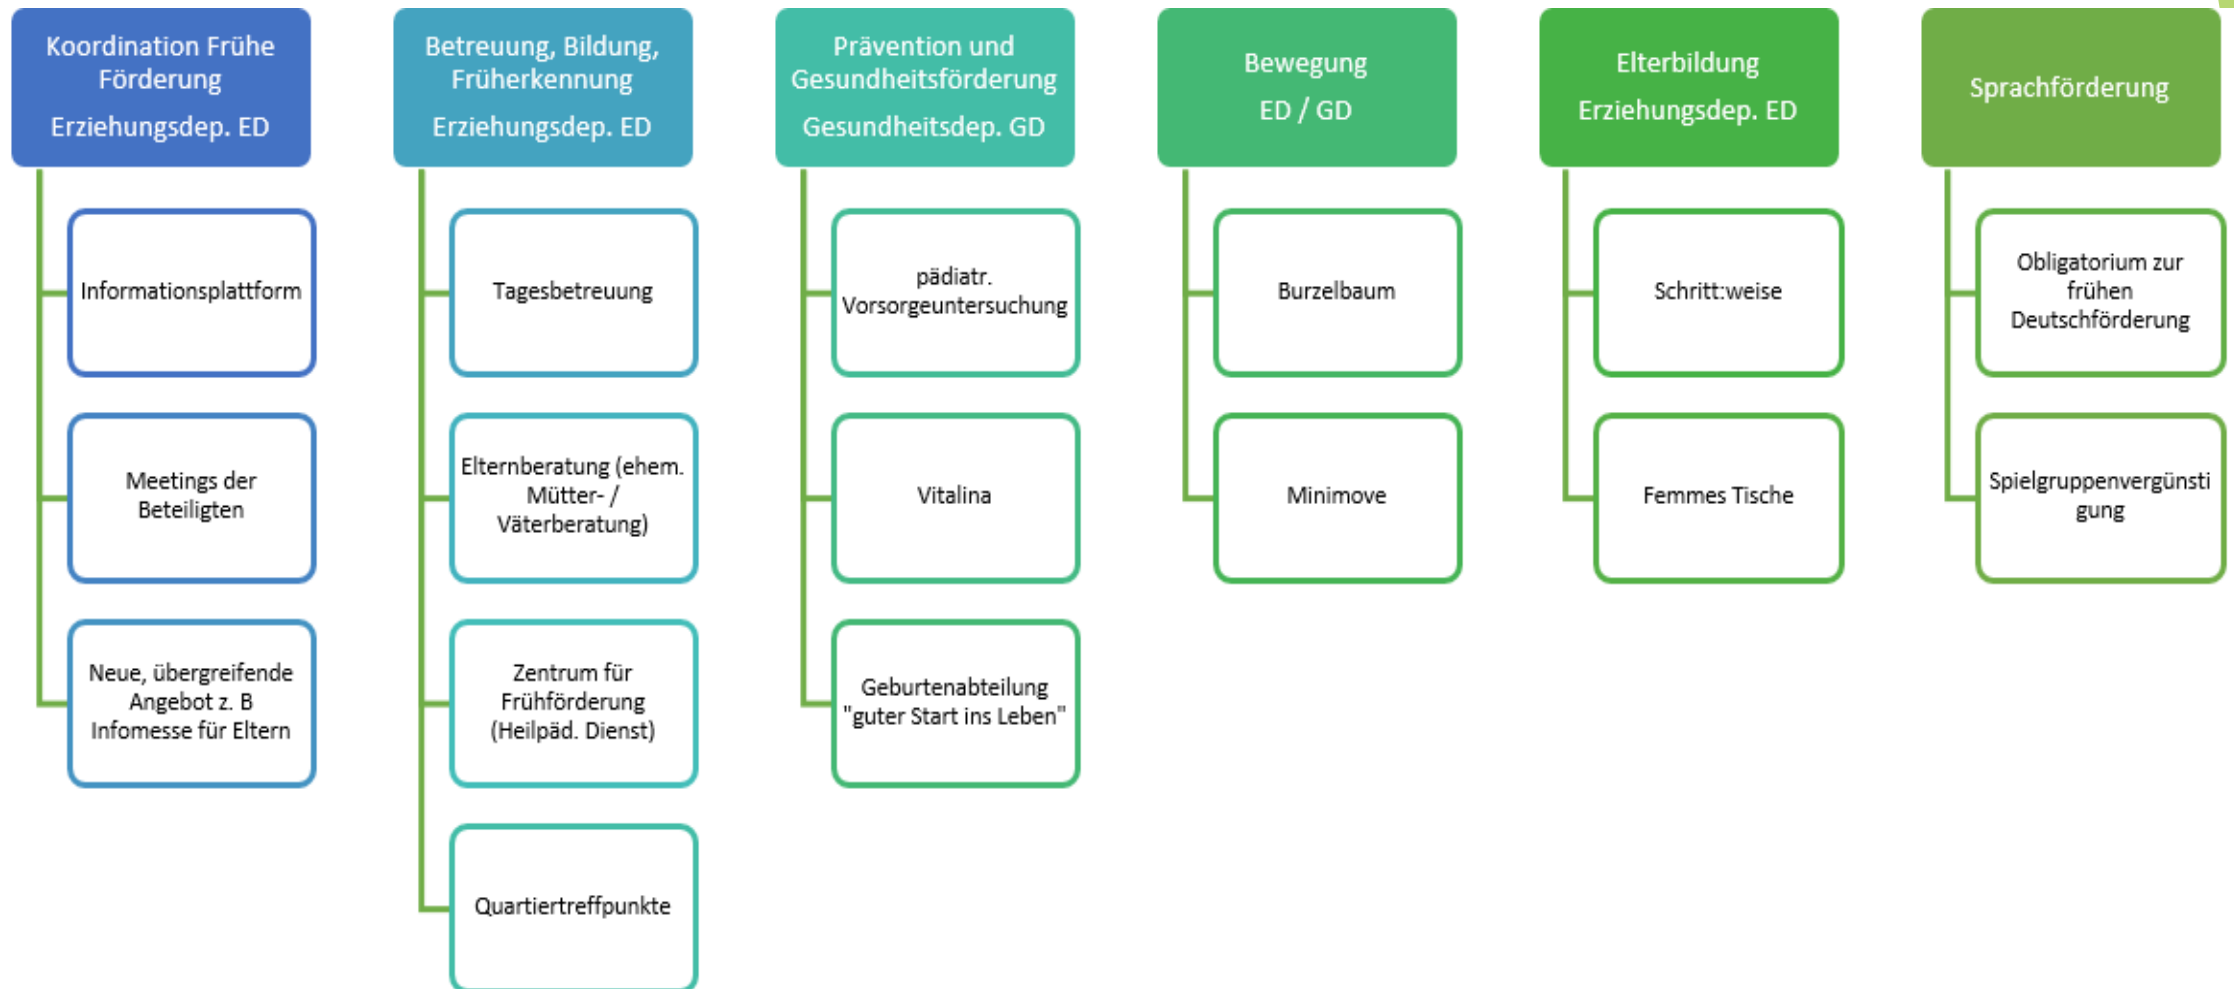 Koordination Frühe
Förderung
Erziehungsdep. ED
Informationsplattform
Meetings der
Beteiligten
Neue, übergreifende
Angebot z. B
Infomesse für Eltern
Betreuung, Bildung,
Früherkennung
Erziehungsdep. ED
Tagesbetreuung
Elternberatung (ehem.
Mütter- /
Väterberatung)
Zentrum für
Frühförderung
(Heilpäd. Dienst)
Quartiertreffpunkte
Prävention und
Gesundheitsförderung
Gesundheitsdep. GD
pädiatr.
Vorsorgeuntersuchung
Vitalina
Geburtenabteilung
"guter Start ins Leben"
Bewegung
ED / GD
Burzelbaum
Minimove
Elterbildung
Erziehungsdep. ED
Schritt:weise
Femmes Tische
Sprachförderung
Obligatorium zur
frühen
Deutschförderung
Spielgruppenvergünsti
gung